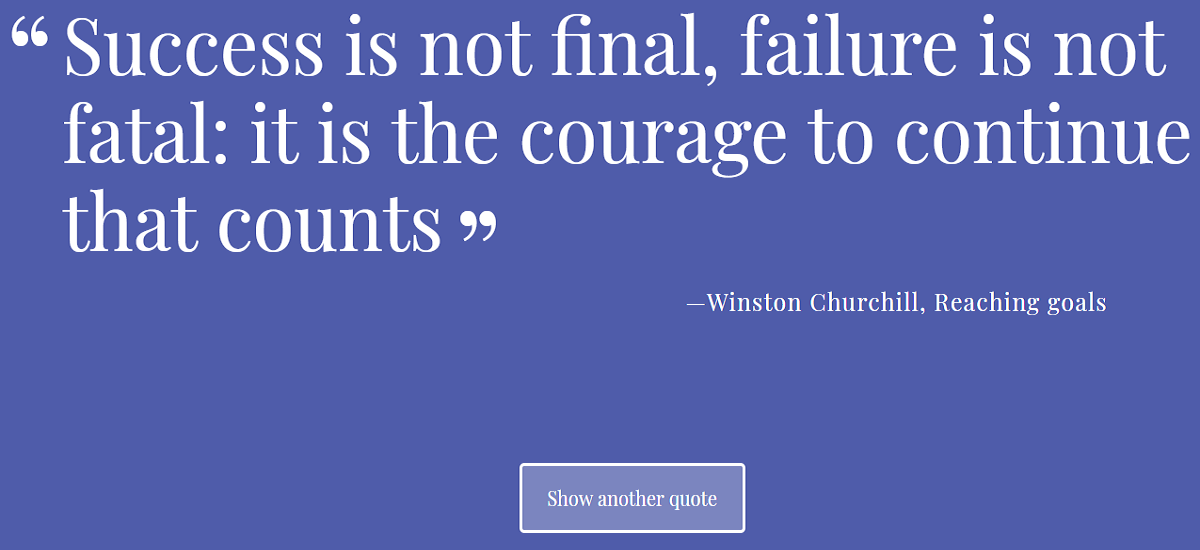 “ Success is not final, failure is not
fatal: it is the courage to continue
that counts ”
—Winston Churchill, Reaching goals
Show another quote